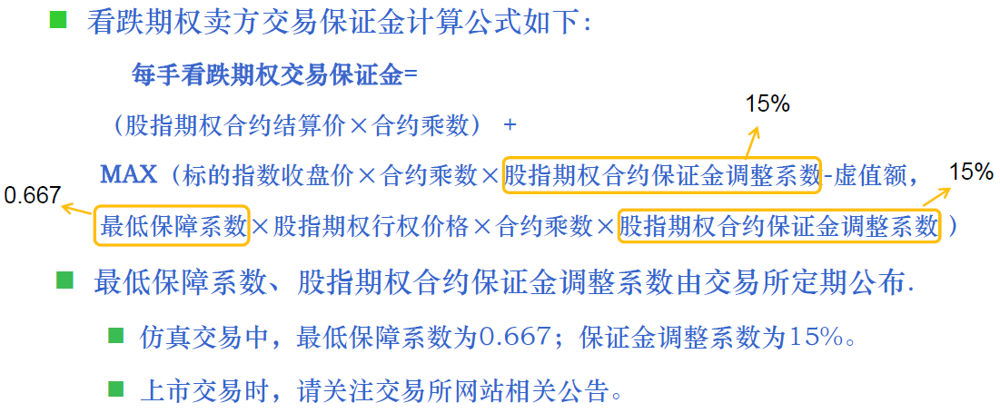 看跌期权卖方交易保证金计算公式如下：
每手看跌期权交易保证金=
（股指期权合约结算价×合约乘数） +
15%
MAX（标的指数收盘价×合约乘数×股指期权合约保证金调整系数-虚值额，
15%
0.667
最低保障系数×股指期权行权价格×合约乘数×股指期权合约保证金调整系数 ）
最低保障系数、股指期权合约保证金调整系数由交易所定期公布.
仿真交易中，最低保障系数为0.667；保证金调整系数为15%。
上市交易时，请关注交易所网站相关公告。